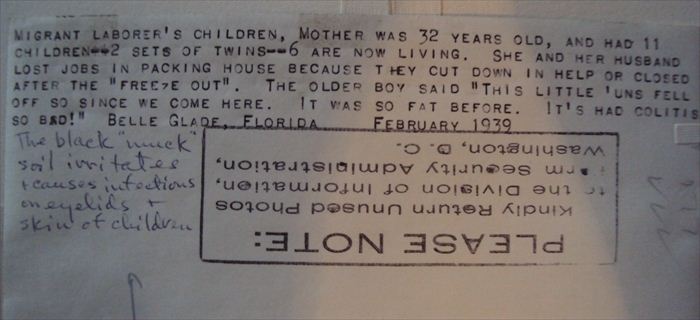 MIGRANT LABORER'S CHILDREN, MOTHER WAS 32 YEARS OLD, AND HAD 11
CHILDREN--2 SETS OF TWINS--6 ARE NOW LIVING. SHE AND HER HUSBAND
LOST JOBS IN PACKING HOUSE BECAUSE THEY CUT DOWN IN HELP OR CLOSED
AFTER THE "FREEZE OUT". THE OLDER BOY SAID "THIS LITTLE 'UNS FELL
OFF SO SINCE WE COME HERE. IT WAS SO FAT BEFORE. IT'S HAD COLITIS
SO BAD!" BELLE GLADE, FLORIDA FEBRUARY 1939
The black "muck"
soil irritates
+ causes infections
on eyelids +
skin of children
PLEASE NOTE:
Kindly Return Unused Photos
to the Division of Information,
Farm Security Administration,
Washington, D. C.